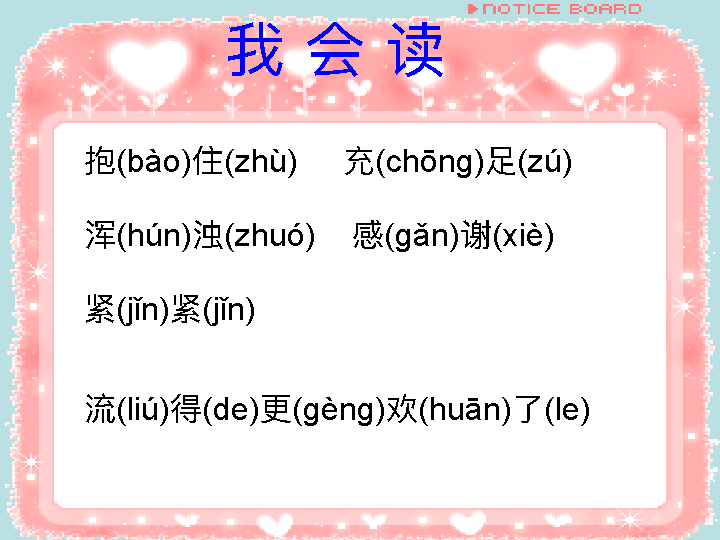 NOTICE BOARD
我会读
抱(bào)住(zhù) 充(chōng)足(zú)
浑(hún)浊(zhuó) 感(gǎn)谢(xiè)
紧(jǐn)紧(jǐn)
流(liú)得(de)更(gèng)欢(huān)了(le)